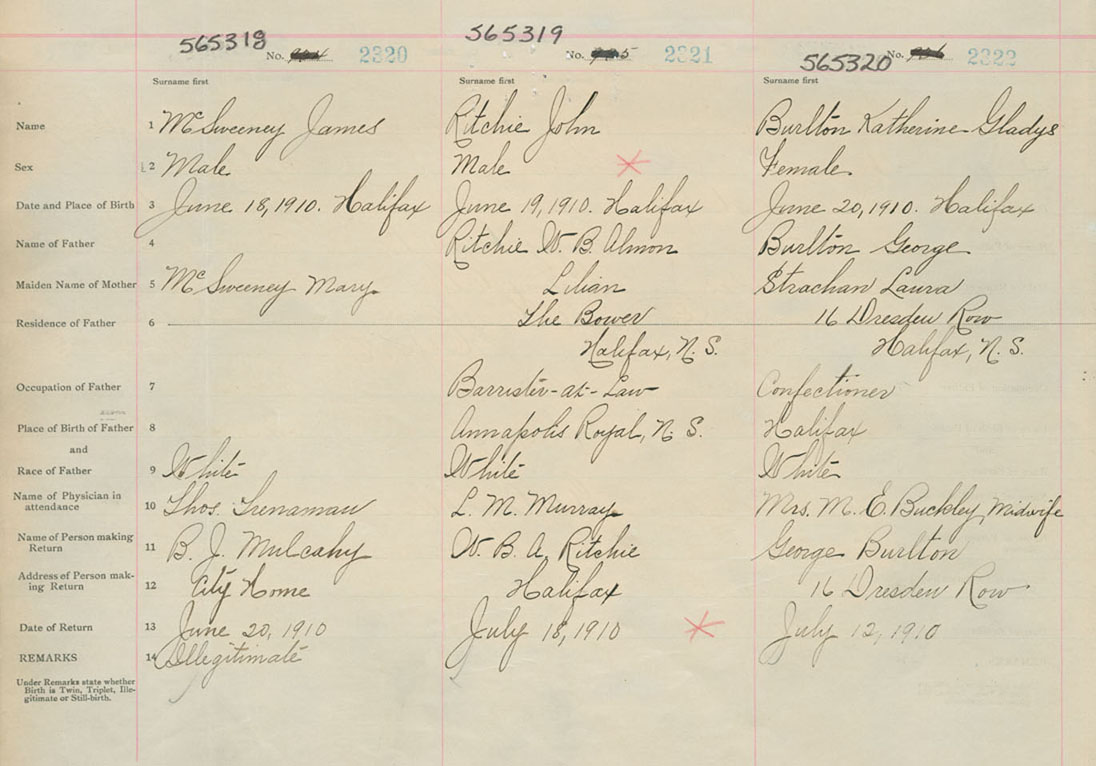 565318 No. 2320 565319 No. 2321 565320 No. 2322
Surname first Surname first Surname first
Name 1 McSweeney James Ritchie John Burlton Katherine Gladys
Sex 2 Male Male Female
Date and Place of Birth 3 June 18, 1910. Halifax June 19, 1910. Halifax June 20, 1910. Halifax
Name of Father 4 Ritchie W. B. Almon Burlton George
Maiden Name of Mother 5 McSweeney Mary Lilian Strachan Laura
Residence of Father 6 The Bower 16 Dresden Row
Halifax, N. S. Halifax, N. S.
Occupation of Father 7 Barrister-at-Law Confectioner
Place of Birth of Father 8 Annapolis Royal, N. S. Halifax
and
Race of Father 9 White White White
Name of Physician in
attendance 10 Thos. Trenaman L. M. Murray Mrs. M. E. Buckley, Midwife
Name of Person making
Return 11 B. J. Mulcahy W. B. A. Ritchie George Burlton
Address of Person mak-
ing Return 12 City Home Halifax 16 Dresden Row
Date of Return 13 June 20, 1910 July 18, 1910 July 12, 1910
REMARKS 14 Illegitimate
Under Remarks state whether
Birth is Twin, Triplet, Ille-
gitimate or Still-birth.